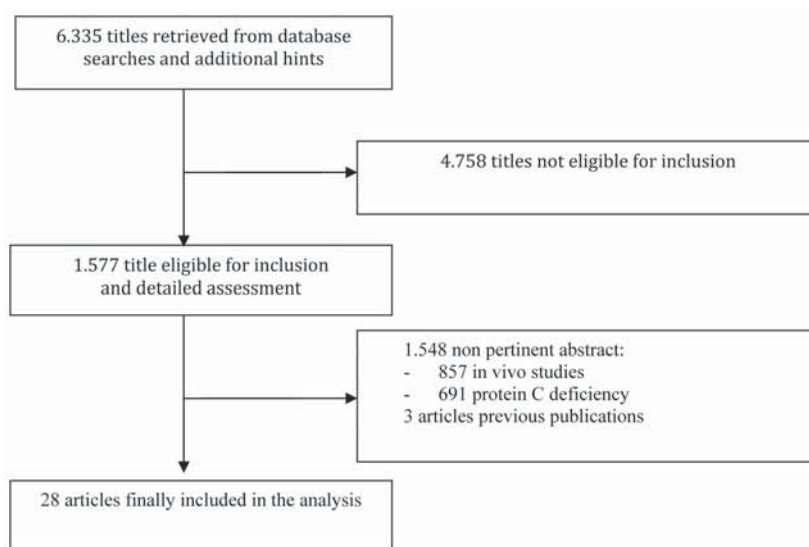 6.335 titles retrieved from database
searches and additional hints
4.758 titles not eligible for inclusion
1.577 title eligible for inclusion
and detailed assessment
1.548 non pertinent abstract:
- 857 in vivo studies
- 691 protein C deficiency
3 articles previous publications
28 articles finally included in the analysis